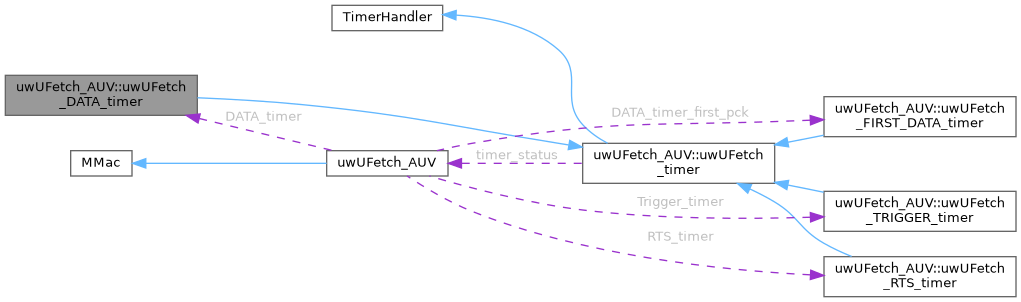 TimerHandler
uwUFetch_AUV::uwUFetch
_DATA_timer
DATA_timer
DATA_timer_first_pck
uwUFetch_AUV::uwUFetch
_FIRST_DATA_timer
MMac
uwUFetch_AUV
timer_status
uwUFetch_AUV::uwUFetch
_timer
Trigger_timer
uwUFetch_AUV::uwUFetch
_TRIGGER_timer
RTS_timer
uwUFetch_AUV::uwUFetch
_RTS_timer